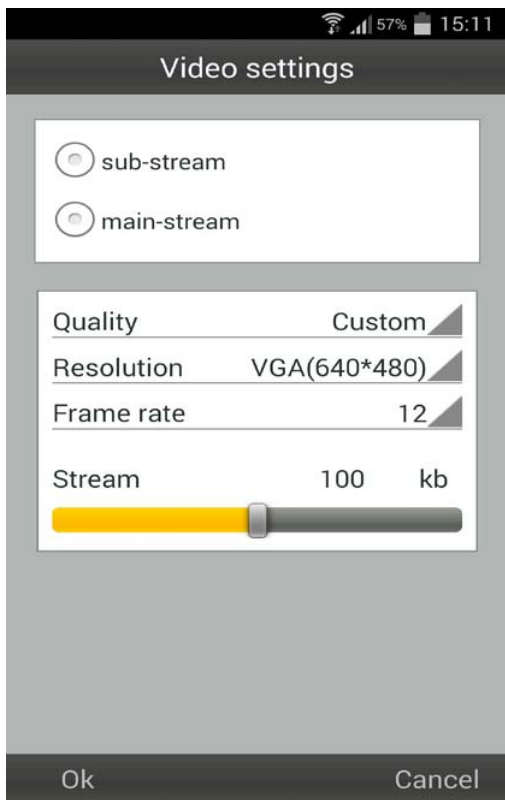 57% 15:11
Video settings
sub-stream
main-stream
Quality Custom
Resolution VGA(640*480)
Frame rate 12
Stream 100 kb
Ok Cancel